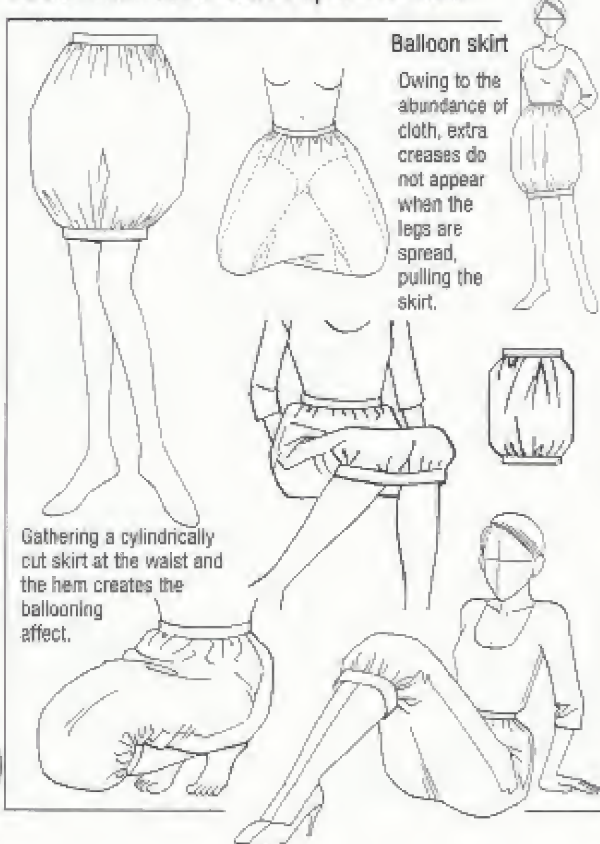 Balloon skirt
Owing to the
abundance of
cloth, extra
creases do
not appear
when the
legs are
spread,
pulling the
skirt.
Gathering a cylindrically
cut skirt at the waist and
the hem creates the
ballooning
affect.